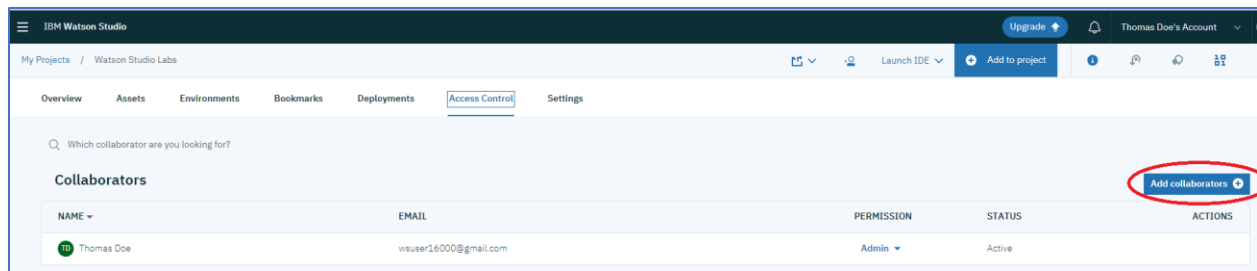 IBM Watson Studio Upgrade Thomas Doe's Account
My Projects / Watson Studio Labs Launch IDE Add to project
Overview Assets Environments Bookmarks Deployments Access Control Settings
Which collaborator are you looking for?
Collaborators Add collaborators
NAME EMAIL PERMISSION STATUS ACTIONS
TD Thomas Doe wsuser16000@gmail.com Admin Active